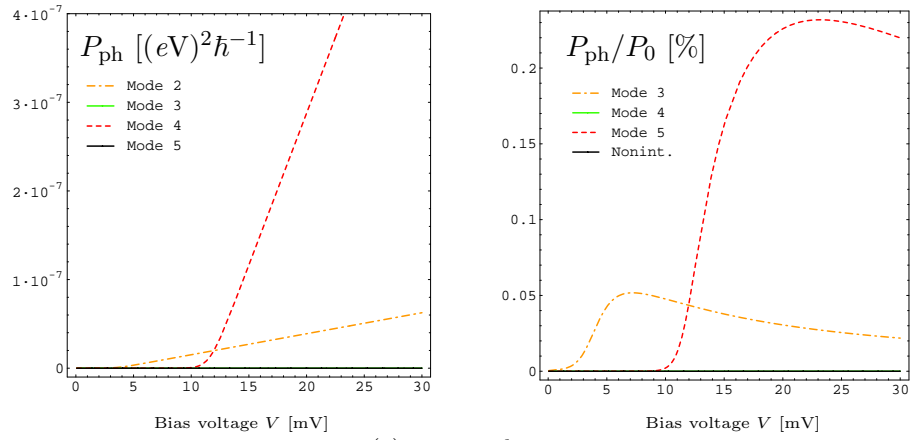 P_ph [(eV)²ħ⁻¹]
Mode 2
Mode 3
Mode 4
Mode 5
4·10⁻⁷
3·10⁻⁷
2·10⁻⁷
1·10⁻⁷
0
0 5 10 15 20 25 30
Bias voltage V [mV]
P_ph/P_0 [%]
Mode 3
Mode 4
Mode 5
Nonint.
0.2
0.15
0.1
0.05
0
0 5 10 15 20 25 30
Bias voltage V [mV]